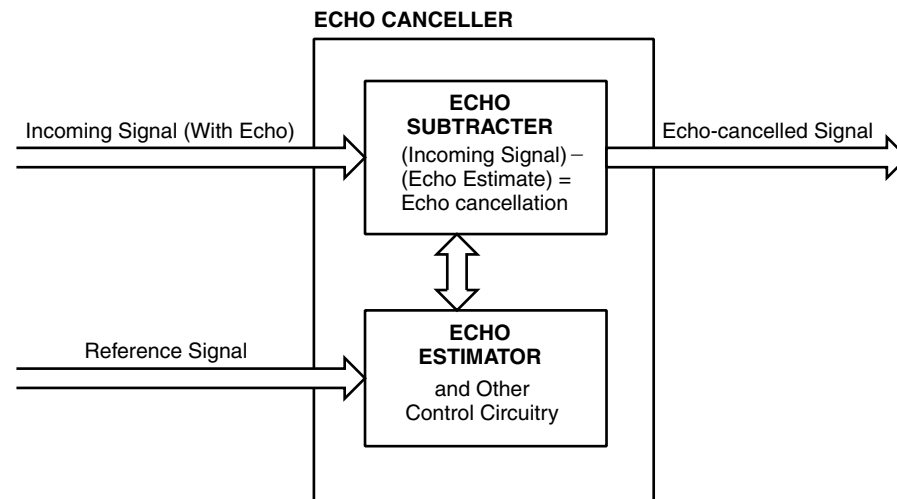 ECHO CANCELLER
ECHO
SUBTRACTER
(Incoming Signal) –
(Echo Estimate) =
Echo cancellation
Incoming Signal (With Echo)
Echo-cancelled Signal
ECHO
ESTIMATOR
and Other
Control Circuitry
Reference Signal